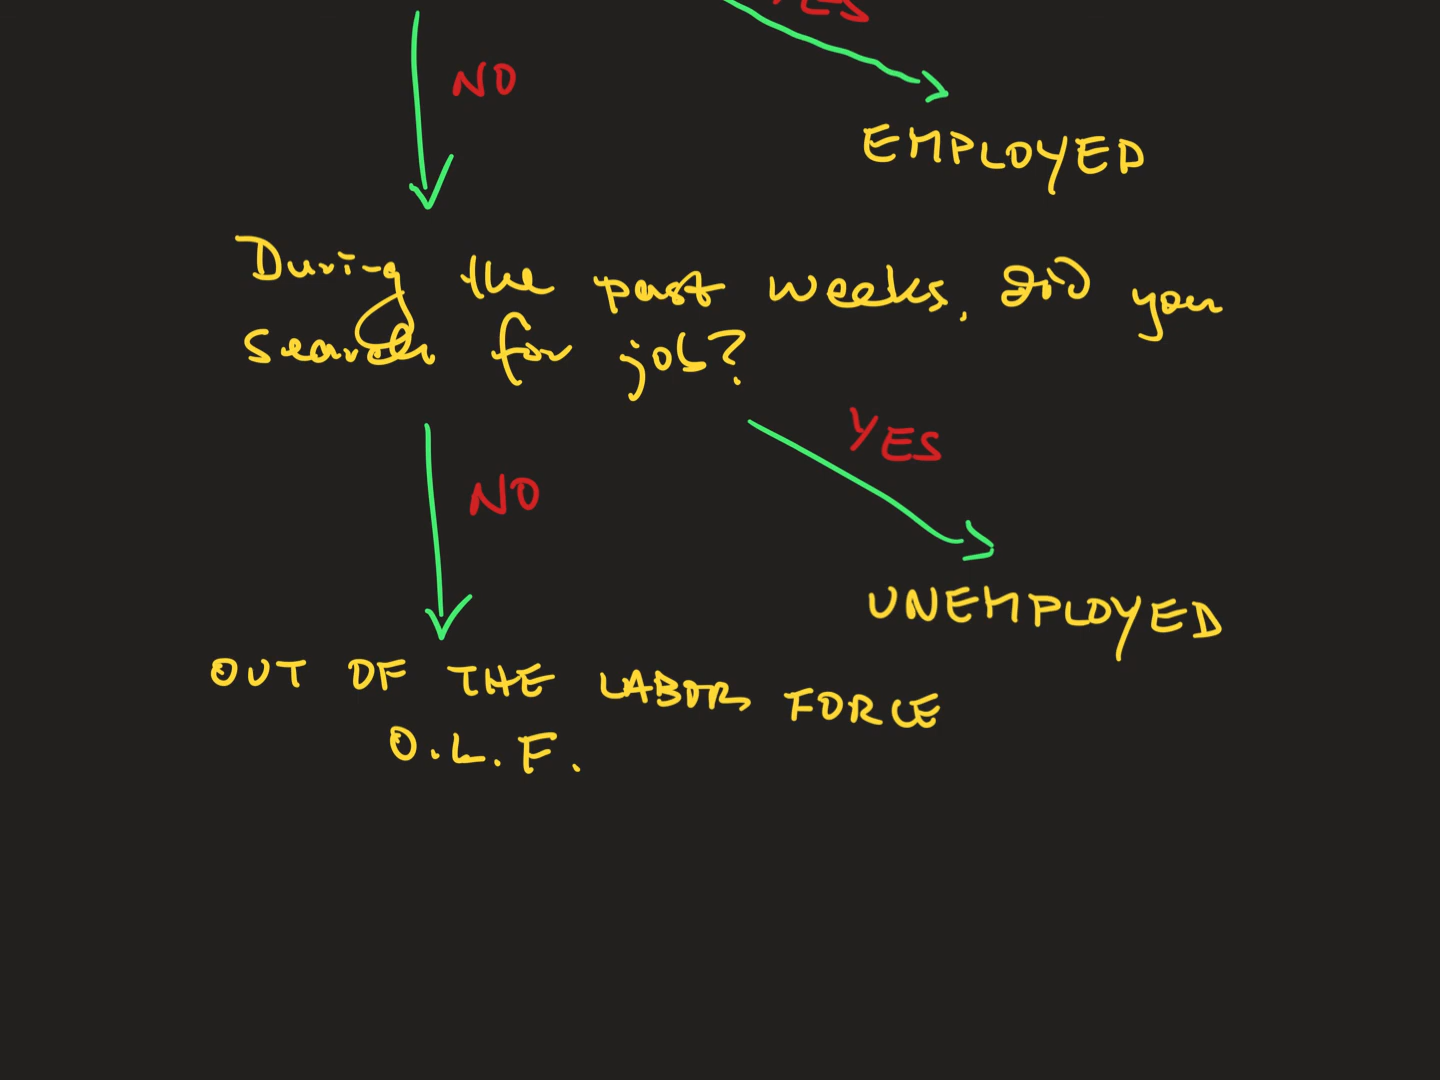 YES
NO
EMPLOYED
During the past weeks, did you
search for job?
YES
NO
UNEMPLOYED
OUT OF THE LABOR FORCE
O.L.F.